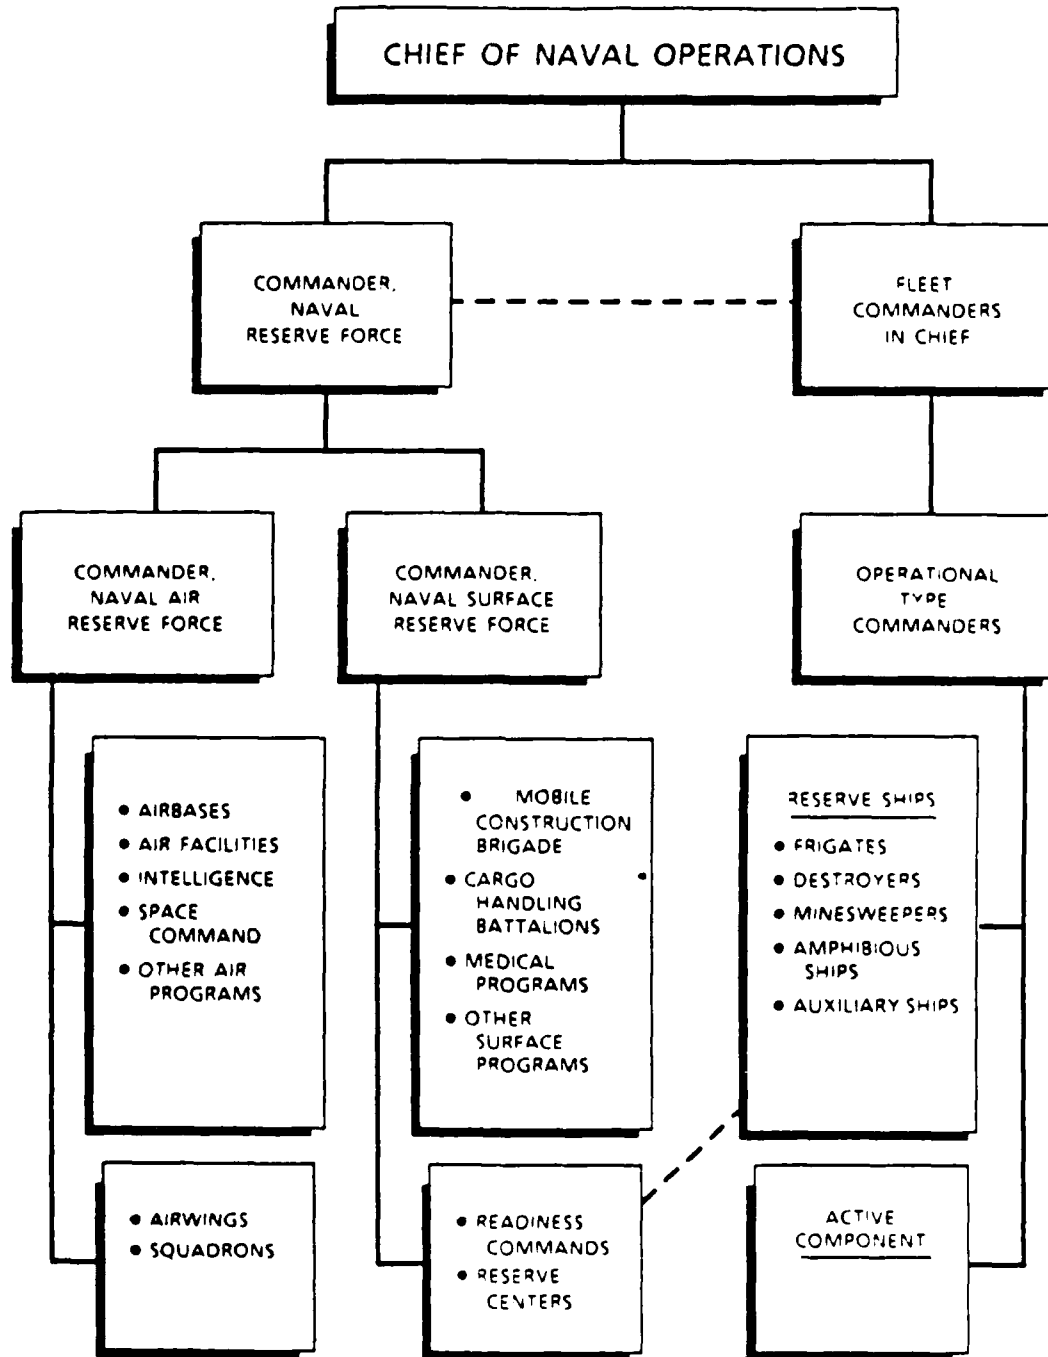 CHIEF OF NAVAL OPERATIONS
COMMANDER,
NAVAL
RESERVE FORCE
FLEET
COMMANDERS
IN CHIEF
COMMANDER,
NAVAL AIR
RESERVE FORCE
COMMANDER,
NAVAL SURFACE
RESERVE FORCE
OPERATIONAL
TYPE
COMMANDERS
• AIRBASES
• AIR FACILITIES
• INTELLIGENCE
• SPACE
COMMAND
• OTHER AIR
PROGRAMS
• MOBILE
CONSTRUCTION
BRIGADE
• CARGO
HANDLING
BATTALIONS
• MEDICAL
PROGRAMS
• OTHER
SURFACE
PROGRAMS
RESERVE SHIPS
• FRIGATES
• DESTROYERS
• MINESWEEPERS
• AMPHIBIOUS
SHIPS
• AUXILIARY SHIPS
• AIRWINGS
• SQUADRONS
• READINESS
COMMANDS
• RESERVE
CENTERS
ACTIVE
COMPONENT